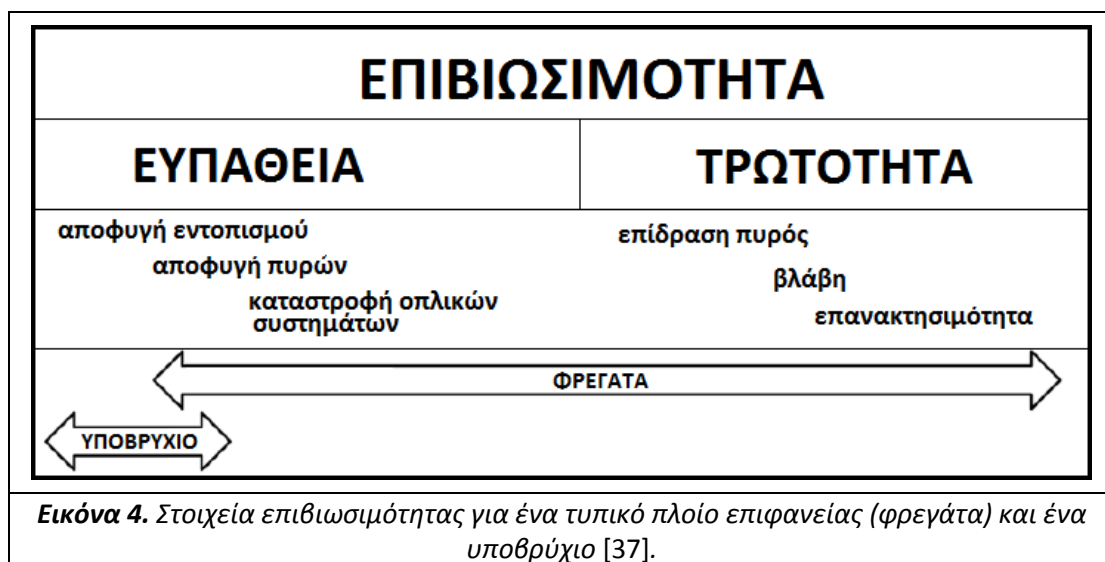 ΕΠΙΒΙΩΣΙΜΟΤΗΤΑ
ΕΥΠΑΘΕΙΑ
ΤΡΩΤΟΤΗΤΑ
αποφυγή εντοπισμού
αποφυγή πυρών
καταστροφή οπλικών
συστημάτων
επίδραση πυρός
βλάβη
επανακτησιμότητα
ΦΡΕΓΑΤΑ
ΥΠΟΒΡΥΧΙΟ
Εικόνα 4. Στοιχεία επιβιωσιμότητας για ένα τυπικό πλοίο επιφανείας (φρεγάτα) και ένα
υποβρύχιο [37].